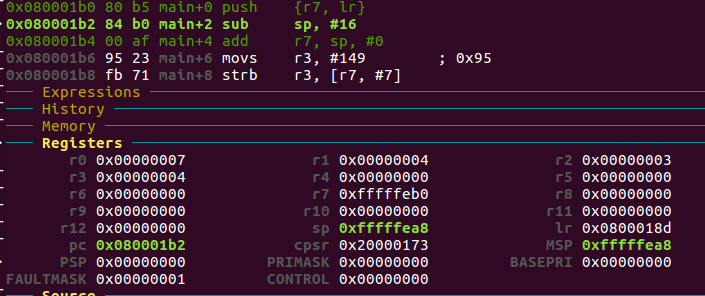 0x080001b0 80 b5 main+0 push {r7, lr}
0x080001b2 84 b0 main+2 sub sp, #16
0x080001b4 00 af main+4 add r7, sp, #0
0x080001b6 95 23 main+6 movs r3, #149 ; 0x95
0x080001b8 fb 71 main+8 strb r3, [r7, #7]
Expressions
History
Memory
Registers
r0 0x00000007 r1 0x00000004 r2 0x00000003
r3 0x00000004 r4 0x00000000 r5 0x00000000
r6 0x00000000 r7 0xfffffeb0 r8 0x00000000
r9 0x00000000 r10 0x00000000 r11 0x00000000
r12 0x00000000 sp 0xfffffea8 lr 0x0800018d
pc 0x080001b2 cpsr 0x20000173 MSP 0xfffffea8
PSP 0x00000000 PRIMASK 0x00000000 BASEPRI 0x00000000
FAULTMASK 0x00000001 CONTROL 0x00000000
Source